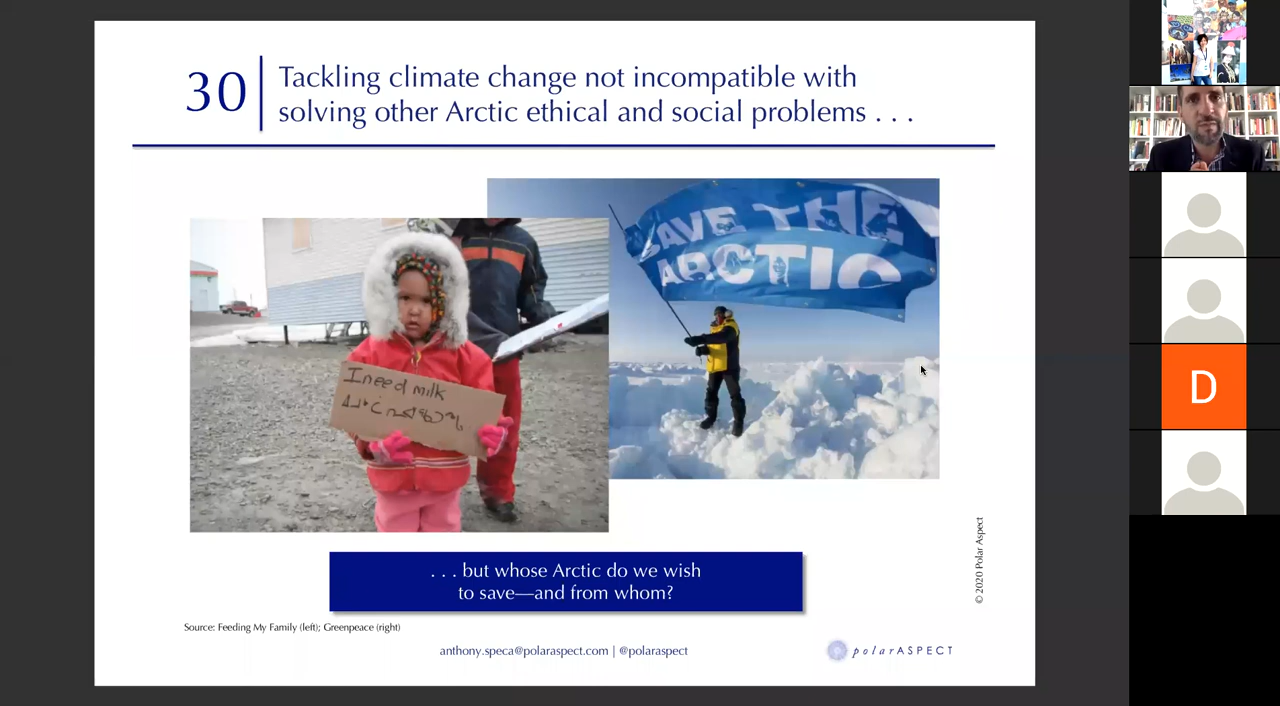 30
Tackling climate change not incompatible with
solving other Arctic ethical and social problems . . .
SAVE THE
ARCTIC
I need milk
. . . but whose Arctic do we wish
to save—and from whom?
© 2020 Polar Aspect
Source: Feeding My Family (left); Greenpeace (right)
anthony.speca@polaraspect.com | @polaraspect
polarASPECT
D